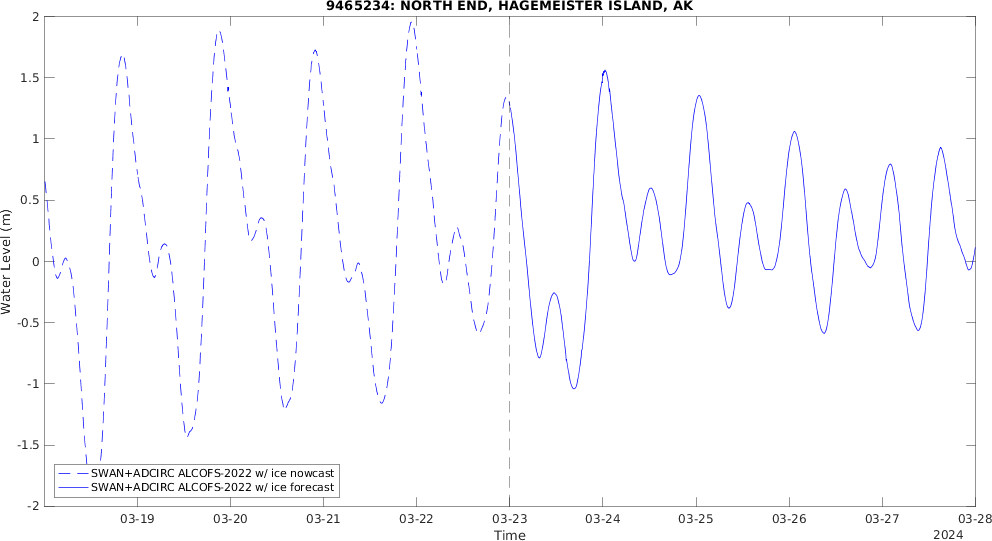 9465234: NORTH END, HAGEMEISTER ISLAND, AK
Water Level (m)
2
1.5
1
0.5
0
-0.5
-1
-1.5
-2
SWAN+ADCIRC ALCOFS-2022 w/ ice nowcast
SWAN+ADCIRC ALCOFS-2022 w/ ice forecast
03-19 03-20 03-21 03-22 03-23 03-24 03-25 03-26 03-27 03-28
Time
2024